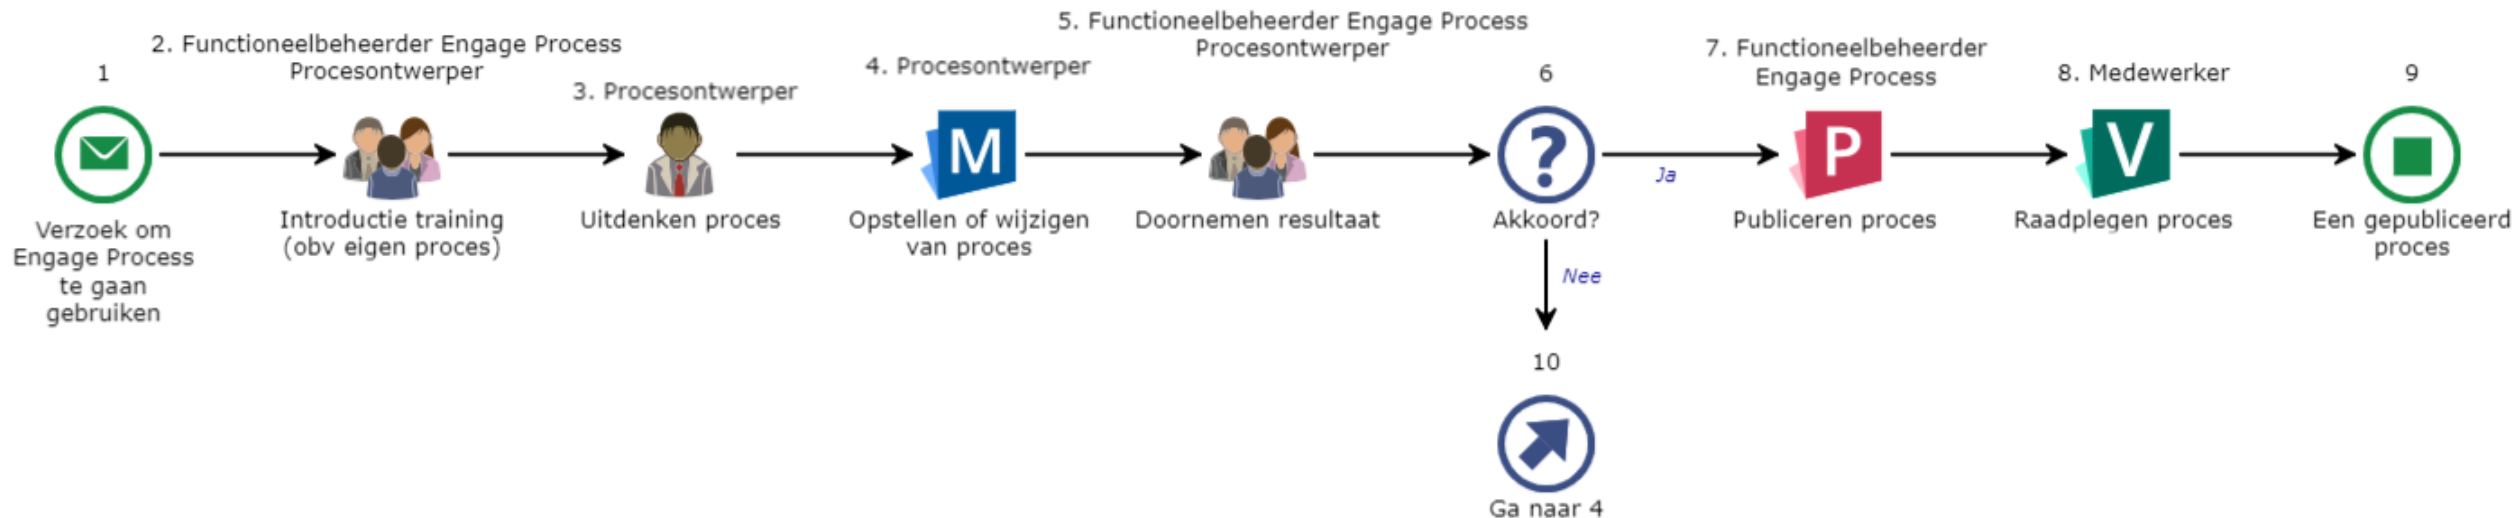 1
Verzoek om
Engage Process
te gaan
gebruiken
2. Functioneelbeheerder Engage Process
Procesontwerper
Introductie training
(obv eigen proces)
3. Procesontwerper
Uitdenken proces
4. Procesontwerper
M
Opstellen of wijzigen
van proces
5. Functioneelbeheerder Engage Process
Procesontwerper
Doornemen resultaat
6
?
Akkoord?
Ja
Nee
7. Functioneelbeheerder
Engage Process
P
Publiceren proces
8. Medewerker
V
Raadplegen proces
9
Een gepubliceerd
proces
10
Ga naar 4